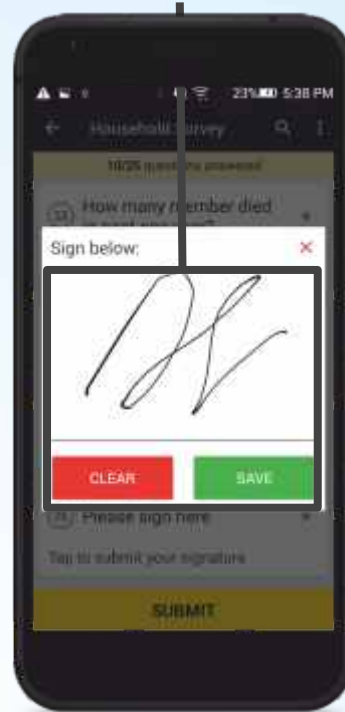 23% 5:38 PM
Household Survey
10/25 questions answered
How many member died
Sign below:
CLEAR SAVE
Please sign here
Tap to submit your signature
SUBMIT